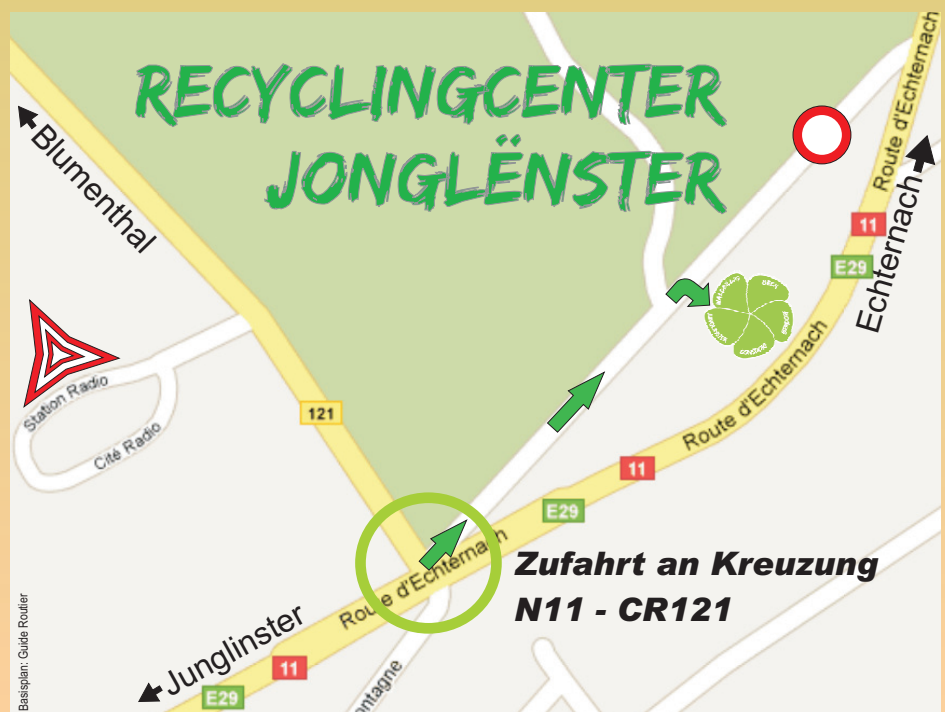 RECYCLINGCENTER
JONGLËNSTER
Blumenthal
Route d'Echternach
11
E29
Echternach
Station Radio
Cité Radio
121
Route d'Echternach
11
E29
Route d'Echternach
Zufahrt an Kreuzung
N11 - CR121
Junglinster
11
E29
Basisplan: Guide Routier